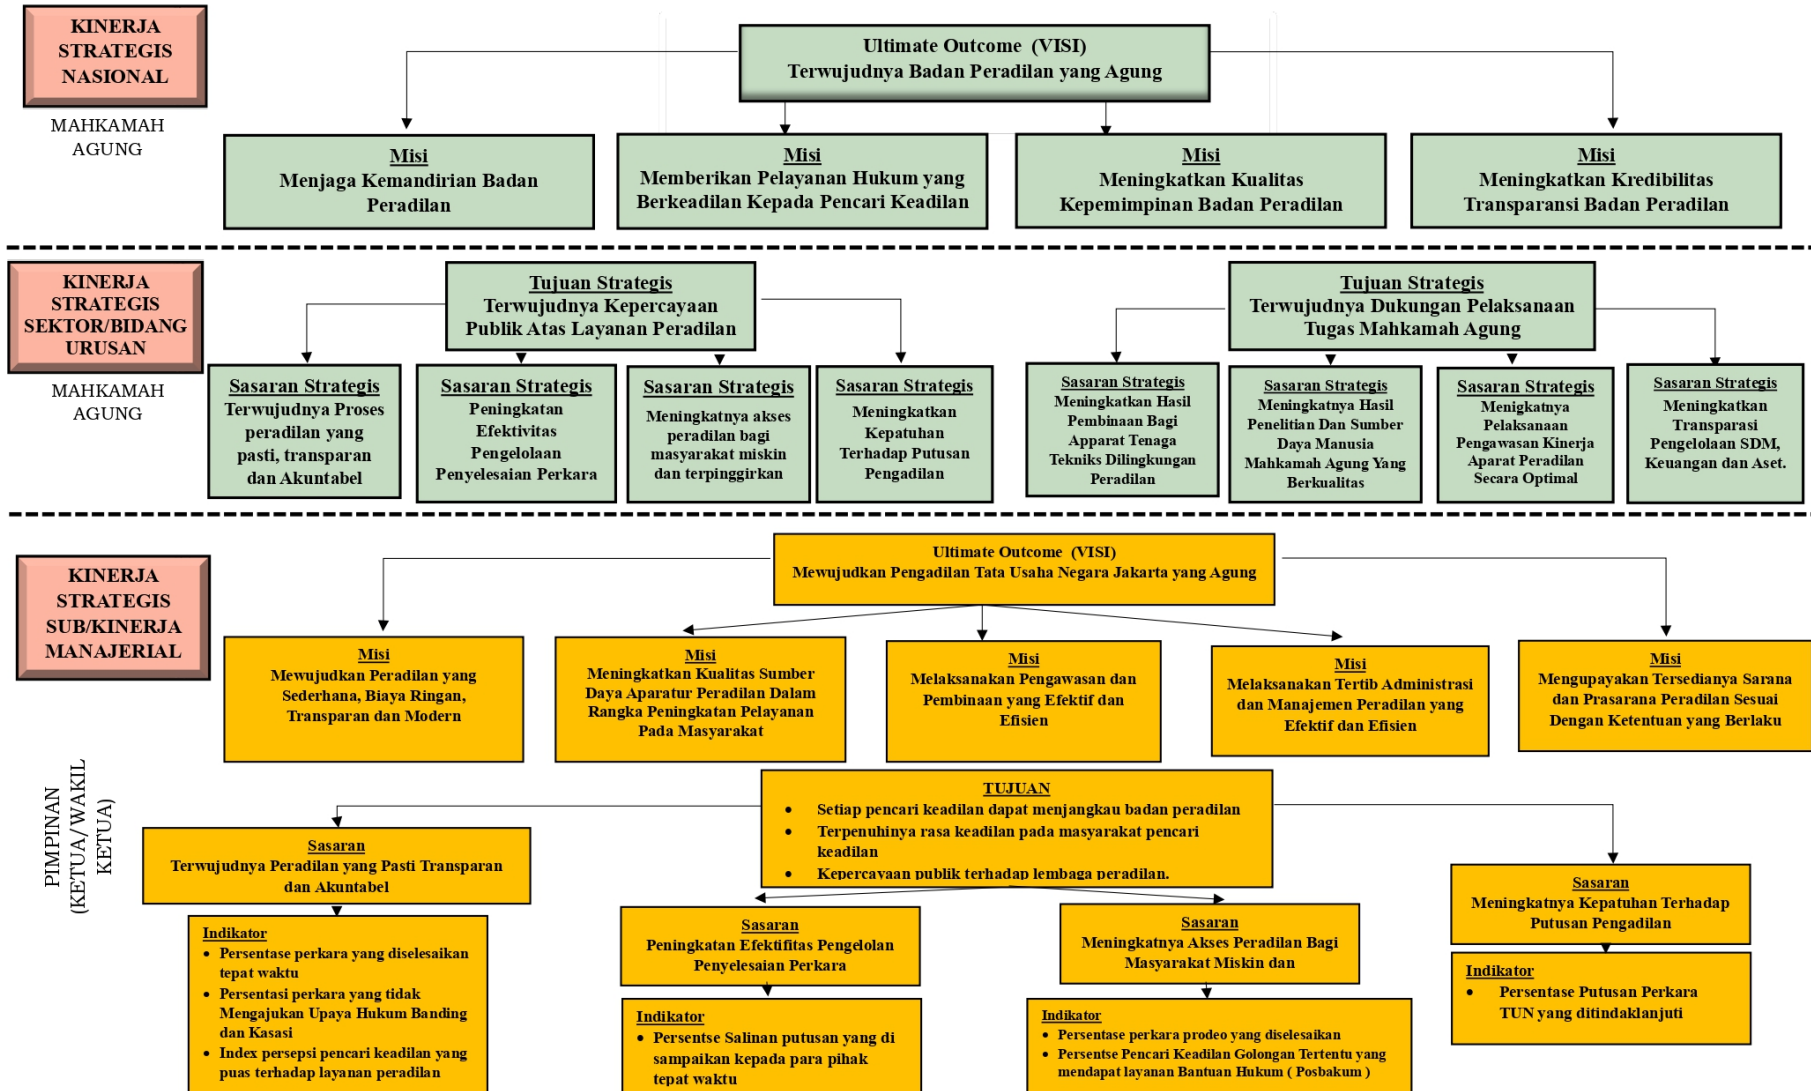 KINERJA
STRATEGIS
NASIONAL
MAHKAMAH
AGUNG
Ultimate Outcome (VISI)
Terwujudnya Badan Peradilan yang Agung
Misi
Menjaga Kemandirian Badan
Peradilan
Misi
Memberikan Pelayanan Hukum yang
Berkeadilan Kepada Pencari Keadilan
Misi
Meningkatkan Kualitas
Kepemimpinan Badan Peradilan
Misi
Meningkatkan Kredibilitas
Transparansi Badan Peradilan
KINERJA
STRATEGIS
SEKTOR/BIDANG
URUSAN
MAHKAMAH
AGUNG
Tujuan Strategis
Terwujudnya Kepercayaan
Publik Atas Layanan Peradilan
Sasaran Strategis
Terwujudnya Proses
peradilan yang
pasti, transparan
dan Akuntabel
Sasaran Strategis
Peningkatan
Efektivitas
Pengelolaan
Penyelesaian Perkara
Sasaran Strategis
Meningkatnya akses
peradilan bagi
masyarakat miskin
dan terpinggirkan
Sasaran Strategis
Meningkatkan
Kepatuhan
Terhadap Putusan
Pengadilan
Tujuan Strategis
Terwujudnya Dukungan Pelaksanaan
Tugas Mahkamah Agung
Sasaran Strategis
Meningkatkan Hasil
Pembinaan Bagi
Apparat Tenaga
Tekniks Dilingkungan
Peradilan
Sasaran Strategis
Meningkatnya Hasil
Penelitian Dan Sumber
Daya Manusia
Mahkamah Agung Yang
Berkualitas
Sasaran Strategis
Menigkatnya
Pelaksanaan
Pengawasan Kinerja
Aparat Peradilan
Secara Optimal
Sasaran Strategis
Meningkatkan
Transparasi
Pengelolaan SDM,
Keuangan dan Aset.
KINERJA
STRATEGIS
SUB/KINERJA
MANAJERIAL
Ultimate Outcome (VISI)
Mewujudkan Pengadilan Tata Usaha Negara Jakarta yang Agung
Misi
Mewujudkan Peradilan yang
Sederhana, Biaya Ringan,
Transparan dan Modern
Misi
Meningkatkan Kualitas Sumber
Daya Aparatur Peradilan Dalam
Rangka Peningkatan Pelayanan
Pada Masyarakat
Misi
Melaksanakan Pengawasan dan
Pembinaan yang Efektif dan
Efisien
Misi
Melaksanakan Tertib Administrasi
dan Manajemen Peradilan yang
Efektif dan Efisien
Misi
Mengupayakan Tersedianya Sarana
dan Prasarana Peradilan Sesuai
Dengan Ketentuan yang Berlaku
PIMPINAN
(KETUA/WAKIL
KETUA)
TUJUAN
• Setiap pencari keadilan dapat menjangkau badan peradilan
• Terpenuhinya rasa keadilan pada masyarakat pencari
keadilan
• Kepercayaan publik terhadap lembaga peradilan.
Sasaran
Terwujudnya Peradilan yang Pasti Transparan
dan Akuntabel
Indikator
• Persentase perkara yang diselesaikan
tepat waktu
• Persentasi perkara yang tidak
Mengajukan Upaya Hukum Banding
dan Kasasi
• Index persepsi pencari keadilan yang
puas terhadap layanan peradilan
Sasaran
Peningkatan Efektifitas Pengelolan
Penyelesaian Perkara
Indikator
• Persentse Salinan putusan yang di
sampaikan kepada para pihak
tepat waktu
Sasaran
Meningkatnya Akses Peradilan Bagi
Masyarakat Miskin dan
Indikator
• Persentase perkara prodeo yang diselesaikan
• Persentse Pencari Keadilan Golongan Tertentu yang
mendapat layanan Bantuan Hukum ( Posbakum )
Sasaran
Meningkatnya Kepatuhan Terhadap
Putusan Pengadilan
Indikator
• Persentase Putusan Perkara
TUN yang ditindaklanjuti